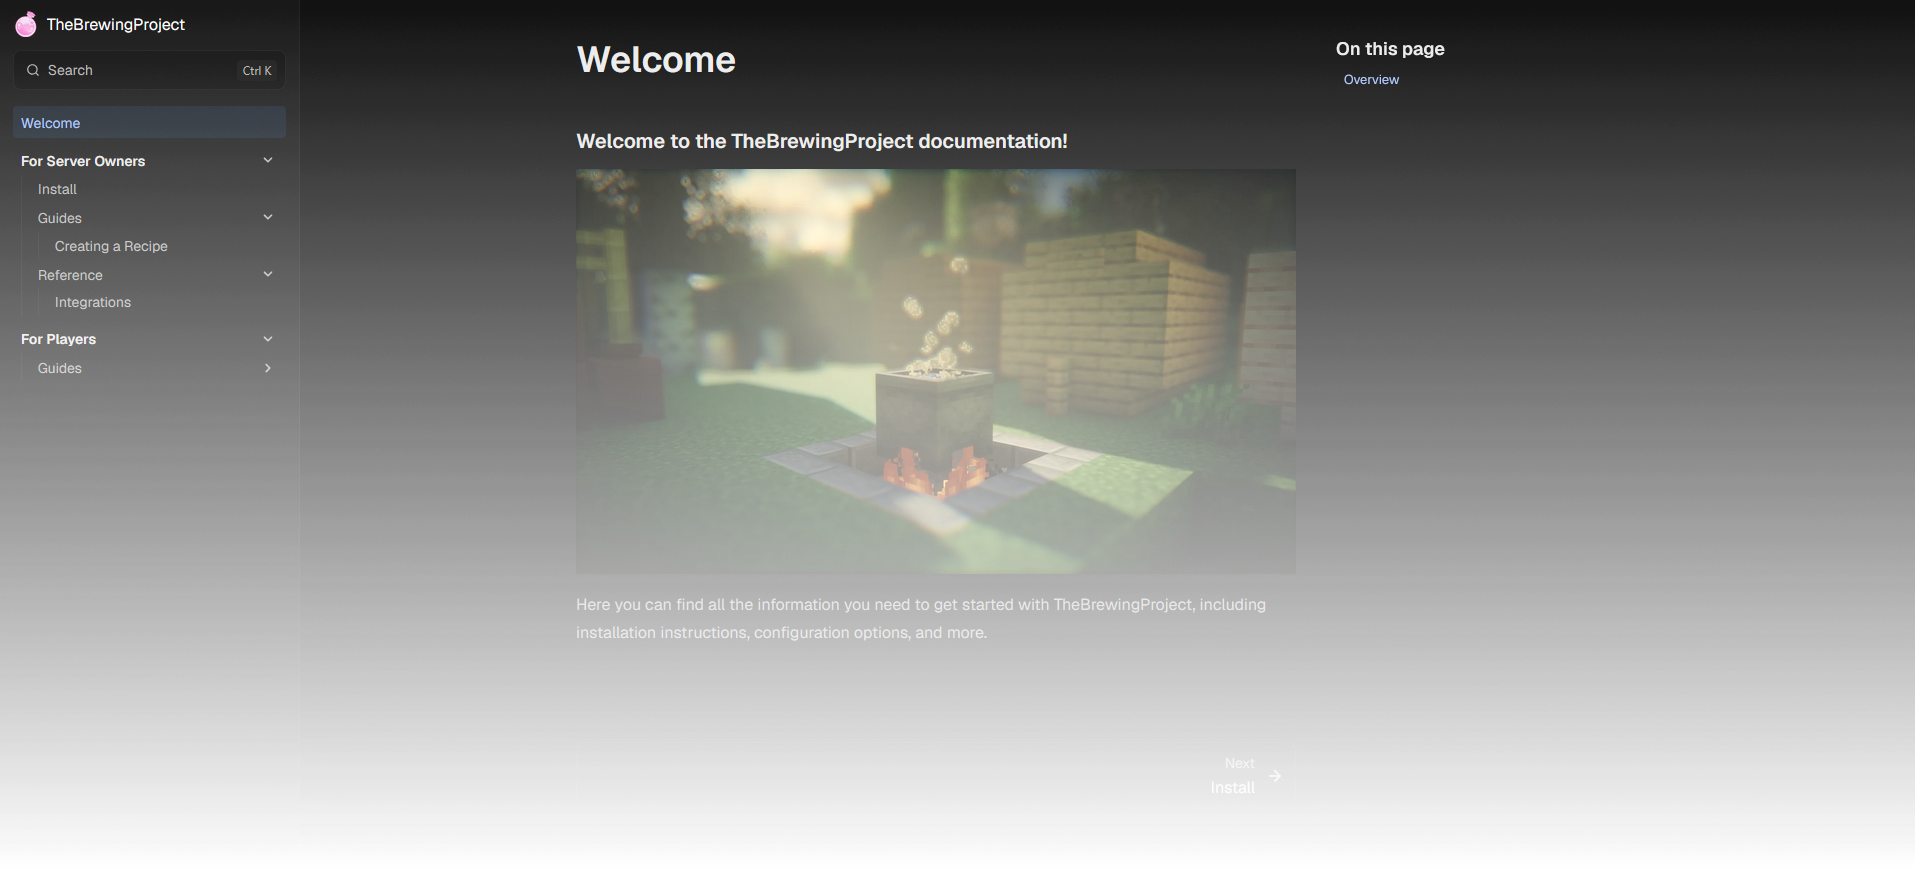 TheBrewingProject
Search
Ctrl K
Welcome
For Server Owners
Install
Guides
Creating a Recipe
Reference
Integrations
For Players
Guides
Welcome
Welcome to the TheBrewingProject documentation!
Here you can find all the information you need to get started with TheBrewingProject, including
installation instructions, configuration options, and more.
Next
Install
On this page
Overview